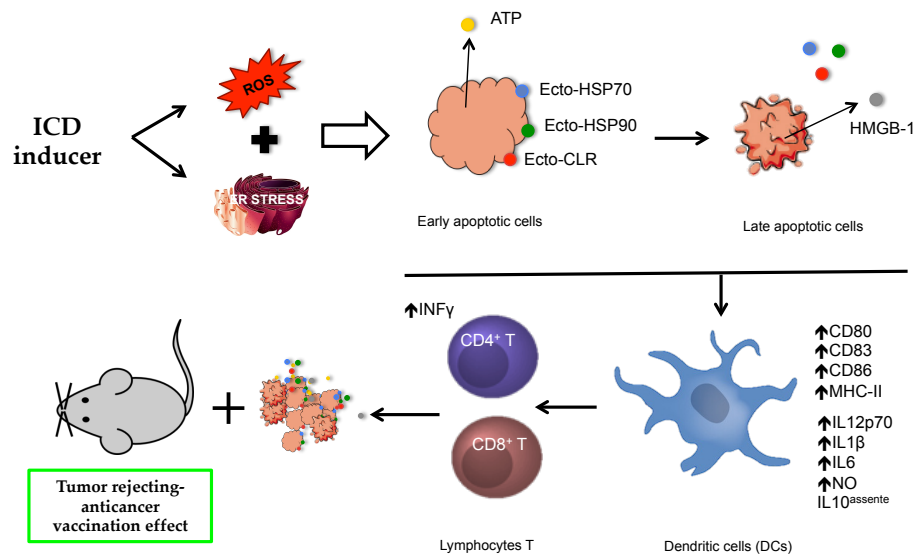 ATP
ROS
Ecto-HSP70
ICD
inducer
Ecto-HSP90
HMGB-1
Ecto-CLR
ER STRESS
Early apoptotic cells
Late apoptotic cells
↑INFγ
CD4⁺ T
CD8⁺ T
Lymphocytes T
↑CD80
↑CD83
↑CD86
↑MHC-II
↑IL12p70
↑IL1β
↑IL6
↑NO
IL10ᵃˢˢᵉⁿᵗᵉ
Dendritic cells (DCs)
Tumor rejecting-
anticancer
vaccination effect